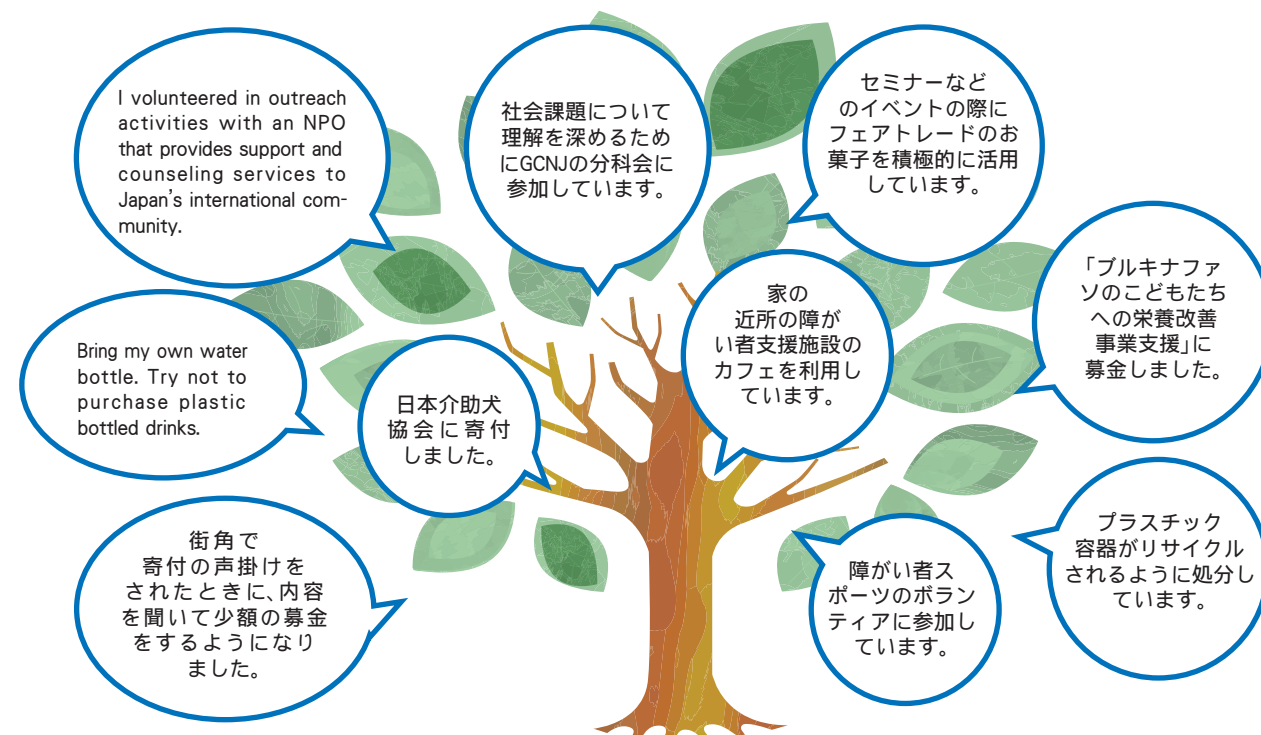 I volunteered in outreach
activities with an NPO
that provides support and
counseling services to
Japan's international com-
munity.
社会課題について
理解を深めるため
にGCNJの分科会に
参加しています。
セミナーなど
のイベントの際に
フェアトレードのお
菓子を積極的に活用
しています。
「ブルキナファ
ソのこどもたち
への栄養改善
事業支援」に
募金しました。
家の
近所の障が
い者支援施設の
カフェを利用し
ています。
Bring my own water
bottle. Try not to
purchase plastic
bottled drinks.
日本介助犬
協会に寄付
しました。
街角で
寄付の声掛けを
されたときに、内容
を聞いて少額の募金
をするようになり
ました。
障がい者ス
ポーツのボラン
ティアに参加し
ています。
プラスチック
容器がリサイクル
されるように処分し
ています。